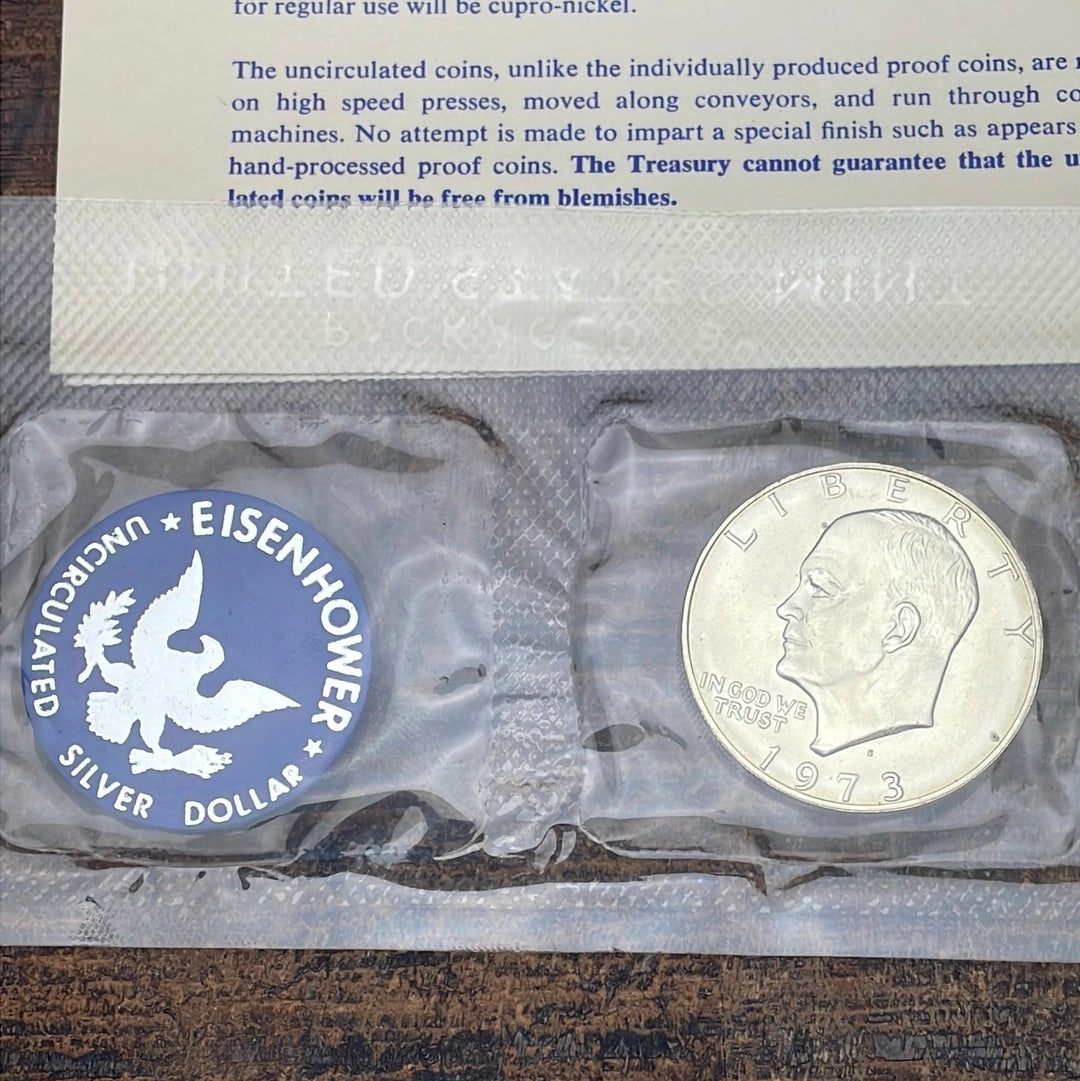 for regular use will be cupro-nickel.
The uncirculated coins, unlike the individually produced proof coins, are
on high speed presses, moved along conveyors, and run through
machines. No attempt is made to impart a special finish such as appears
hand-processed proof coins. The Treasury cannot guarantee that the
lated coins will be free from blemishes.
UNITED STATES MINT
UNCIRCULATED ★ EISENHOWER ★
SILVER DOLLAR
LIBERTY
IN GOD WE
TRUST
S
1973